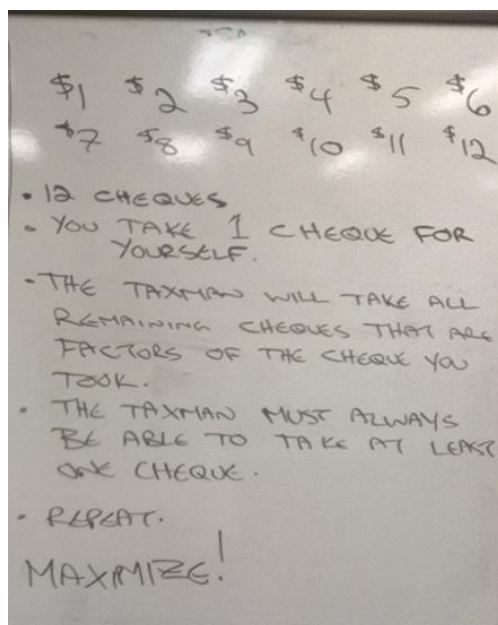 $1 $2 $3 $4 $5 $6
$7 $8 $9 $10 $11 $12
• 12 CHEQUES
• YOU TAKE 1 CHEQUE FOR
YOURSELF.
• THE TAXMAN WILL TAKE ALL
REMAINING CHEQUES THAT ARE
FACTORS OF THE CHEQUE YOU
TOOK.
• THE TAXMAN MUST ALWAYS
BE ABLE TO TAKE AT LEAST
ONE CHEQUE.
• REPEAT.
MAXIMIZE!